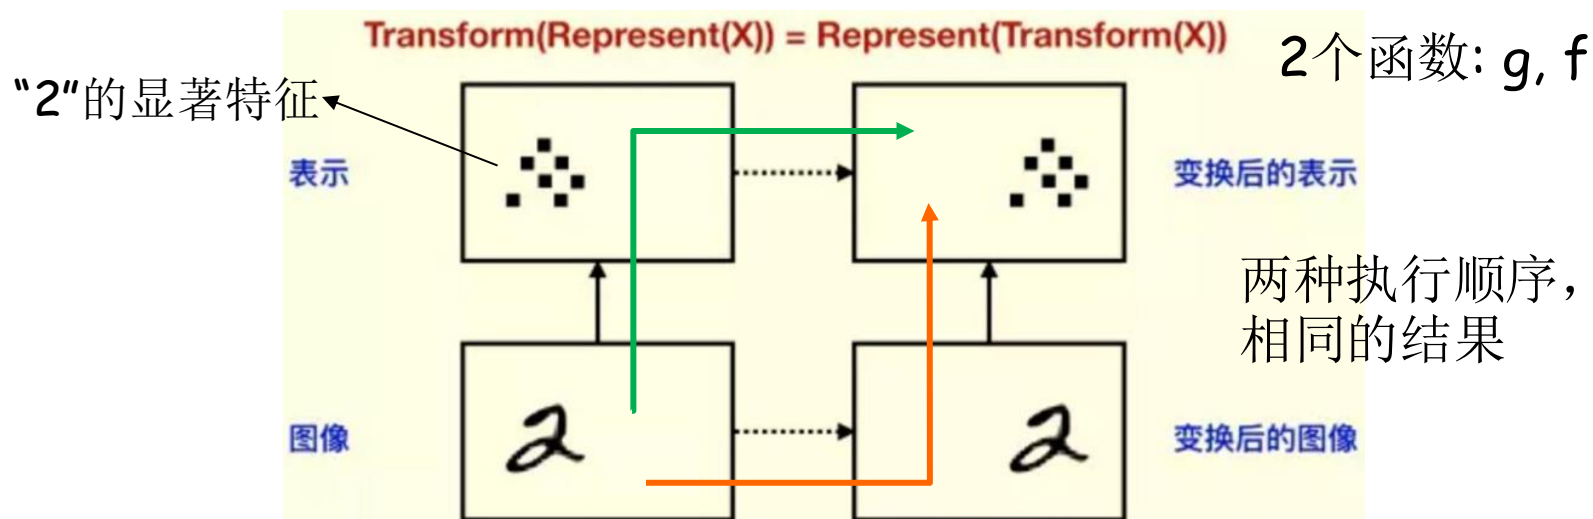 Transform(Represent(X)) = Represent(Transform(X))
2个函数: g, f
"2"的显著特征
表示
变换后的表示
两种执行顺序，
相同的结果
2
2
图像
变换后的图像